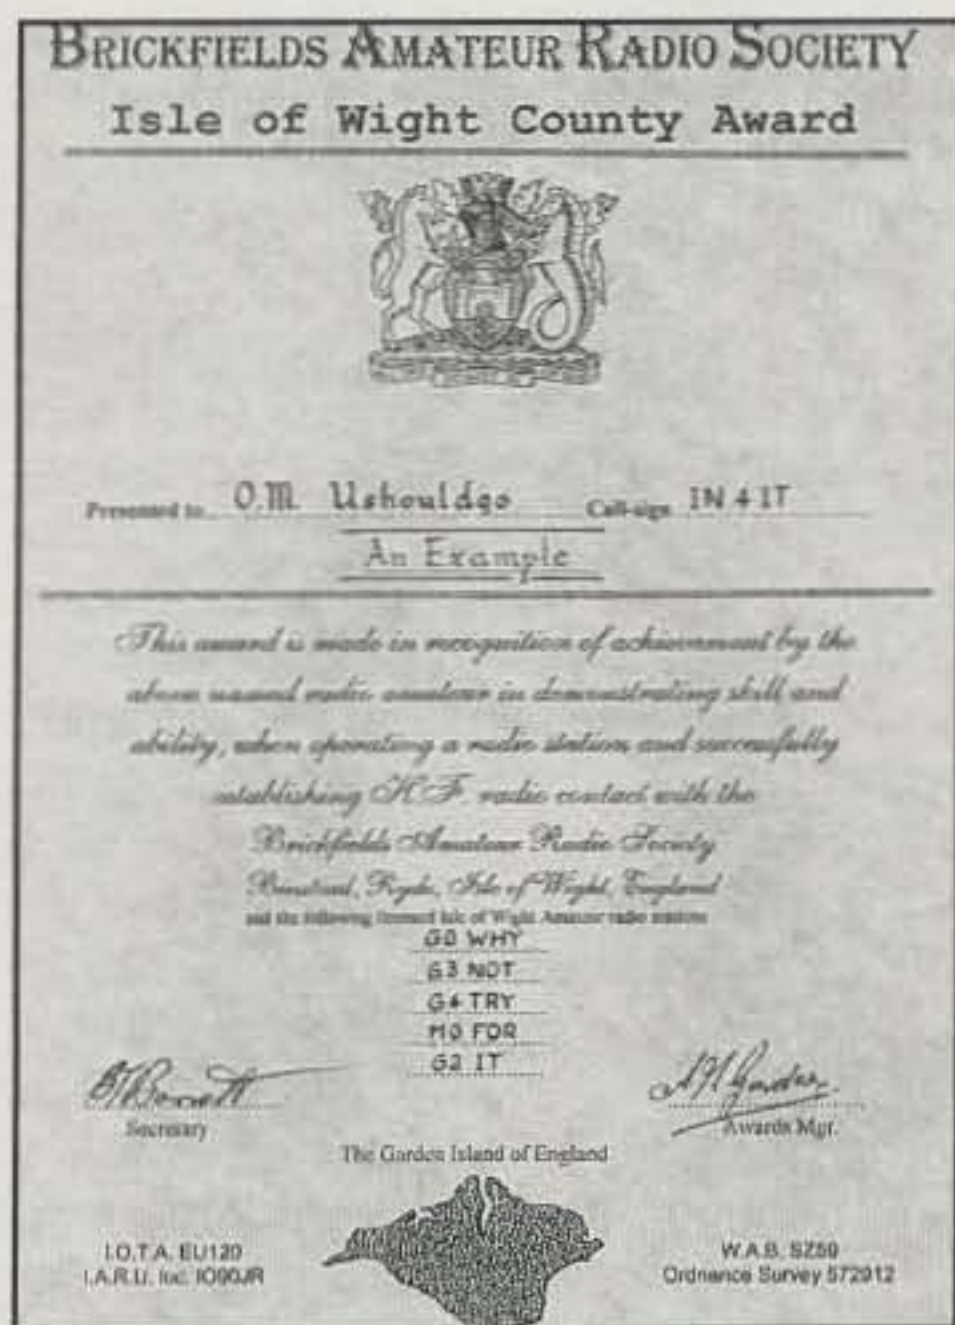 BRICKFIELDS AMATEUR RADIO SOCIETY
Isle of Wight County Award
Presented to O.M. Ushouldgo Call-sign IN 4 IT
An Example
This award is made in recognition of achievement by the
above named radio amateur in demonstrating skill and
ability, when operating a radio station and successfully
establishing H.F. radio contact with the
Brickfields Amateur Radio Society
Binstead, Ryde, Isle of Wight, England
and the following licensed Isle of Wight Amateur radio stations
G0 WHY
G3 NOT
G4 TRY
M0 FOR
G2 IT
Secretary
Awards Mgr.
The Garden Island of England
I.O.T.A. EU120
I.A.R.U. loc. IO90JR
W.A.B. SZ59
Ordnance Survey 572912